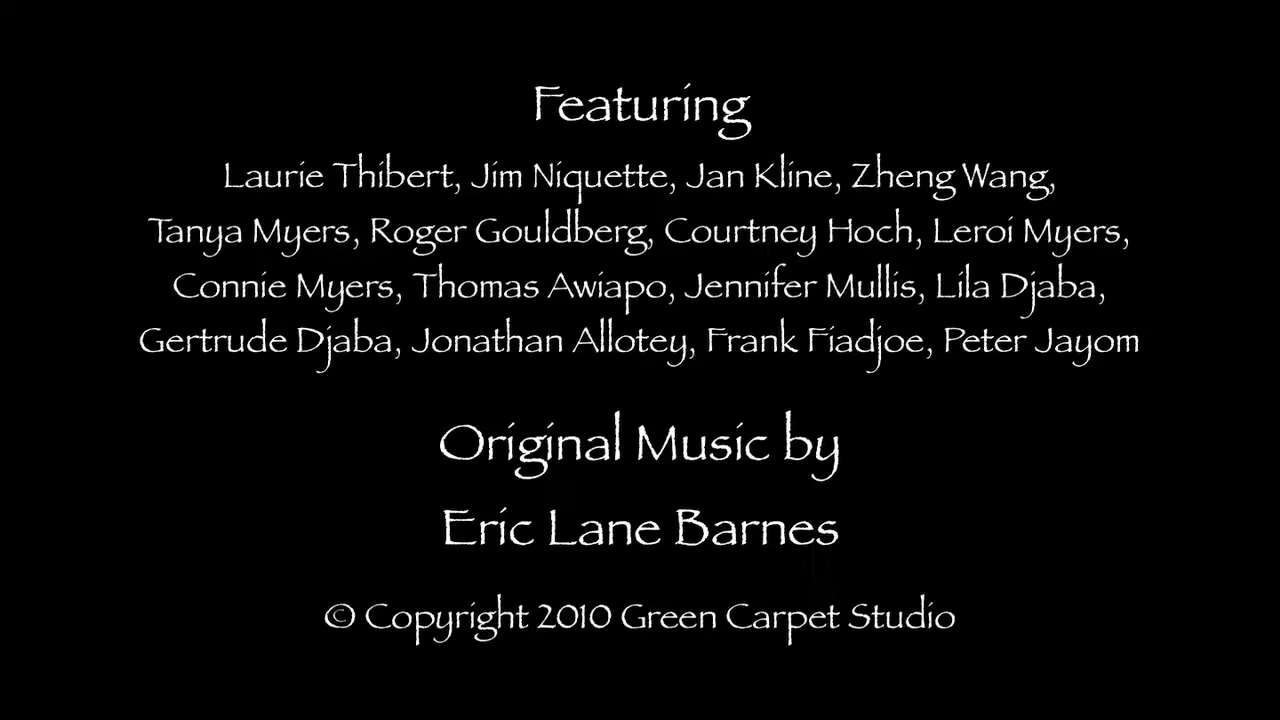 Featuring
Laurie Thibert, Jim Niquette, Jan Kline, Zheng Wang,
Tanya Myers, Roger Gouldberg, Courtney Hoch, Leroi Myers,
Connie Myers, Thomas Awiapo, Jennifer Mullis, Lila Djaba,
Gertrude Djaba, Jonathan Allotey, Frank Fiadjoe, Peter Jayom
Original Music by
Eric Lane Barnes
© Copyright 2010 Green Carpet Studio